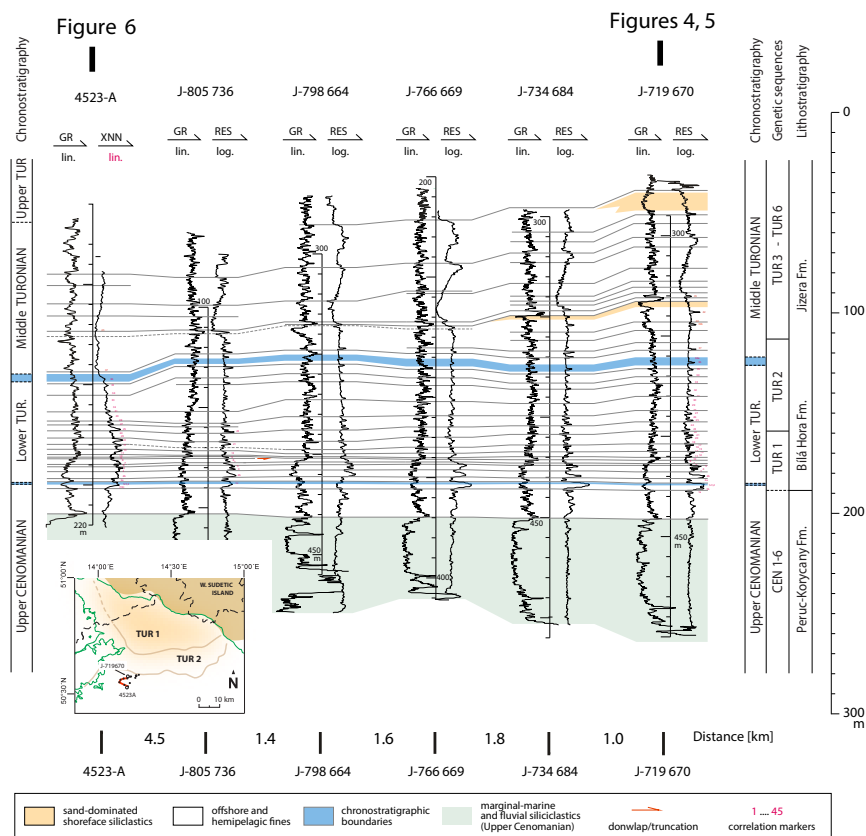 Figure 6
Figures 4, 5
Chronostratigraphy
4523-A
J-805 736
J-798 664
J-766 669
J-734 684
J-719 670
Chronostratigraphy
Genetic sequences
Lithostratigraphy
GR XNN
lin. lin.
GR RES
lin. log.
GR RES
lin. log.
GR RES
lin. log.
GR RES
lin. log.
GR RES
lin. log.
0
100
200
300
m
Upper TUR
Middle TURONIAN
Lower TUR.
Upper CENOMANIAN
220
m
100
300
450
m
200
400
300
450
300
450
m
Middle TURONIAN
Lower TUR.
Upper CENOMANIAN
TUR 3 - TUR 6
TUR 2
TUR 1
CEN 1-6
Jizera Fm.
Bílá Hora Fm.
Peruc-Korycany Fm.
14°00'E 14°30'E 15°00'E
51°00'N
50°30'N
W. SUDETIC
ISLAND
TUR 1
TUR 2
J-719670
4523A
N
0 10 km
4.5 1.4 1.6 1.8 1.0 Distance [km]
4523-A J-805 736 J-798 664 J-766 669 J-734 684 J-719 670
sand-dominated
shoreface siliclastics
offshore and
hemipelagic fines
chronostratigraphic
boundaries
marginal-marine
and fluvial siliciclastics
(Upper Cenomanian)
donwlap/truncation
1 .... 45
correlation markers